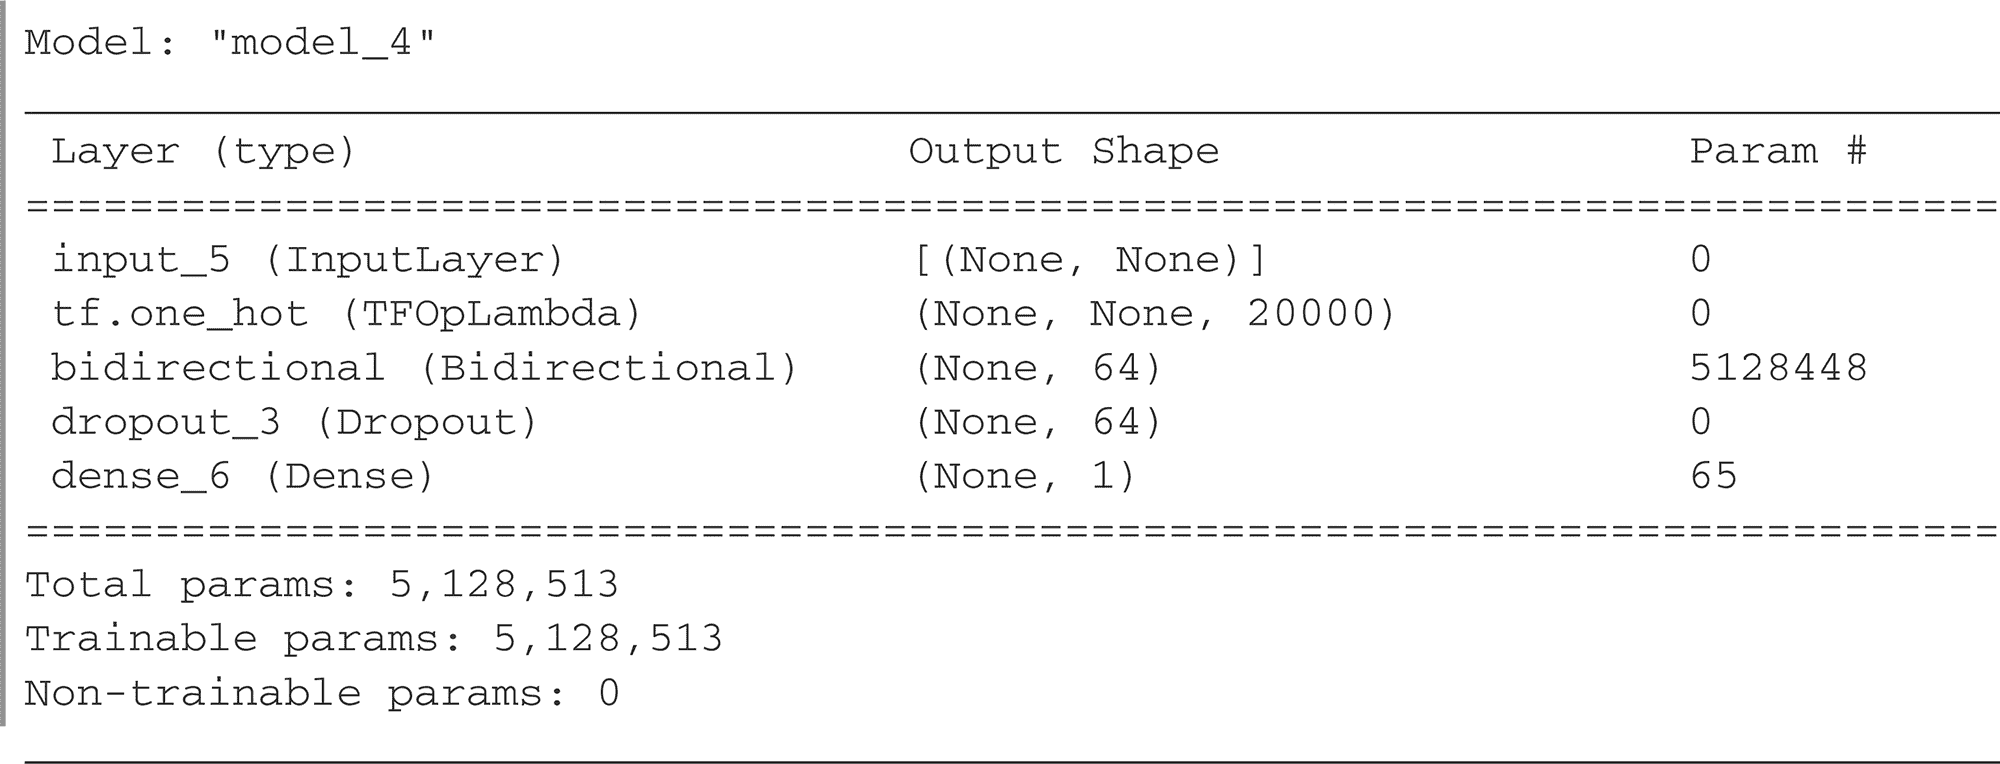 Model: "model_4"
Layer (type) Output Shape Param #
=============================================================================
input_5 (InputLayer) [(None, None)] 0
tf.one_hot (TFOpLambda) (None, None, 20000) 0
bidirectional (Bidirectional) (None, 64) 5128448
dropout_3 (Dropout) (None, 64) 0
dense_6 (Dense) (None, 1) 65
=============================================================================
Total params: 5,128,513
Trainable params: 5,128,513
Non-trainable params: 0